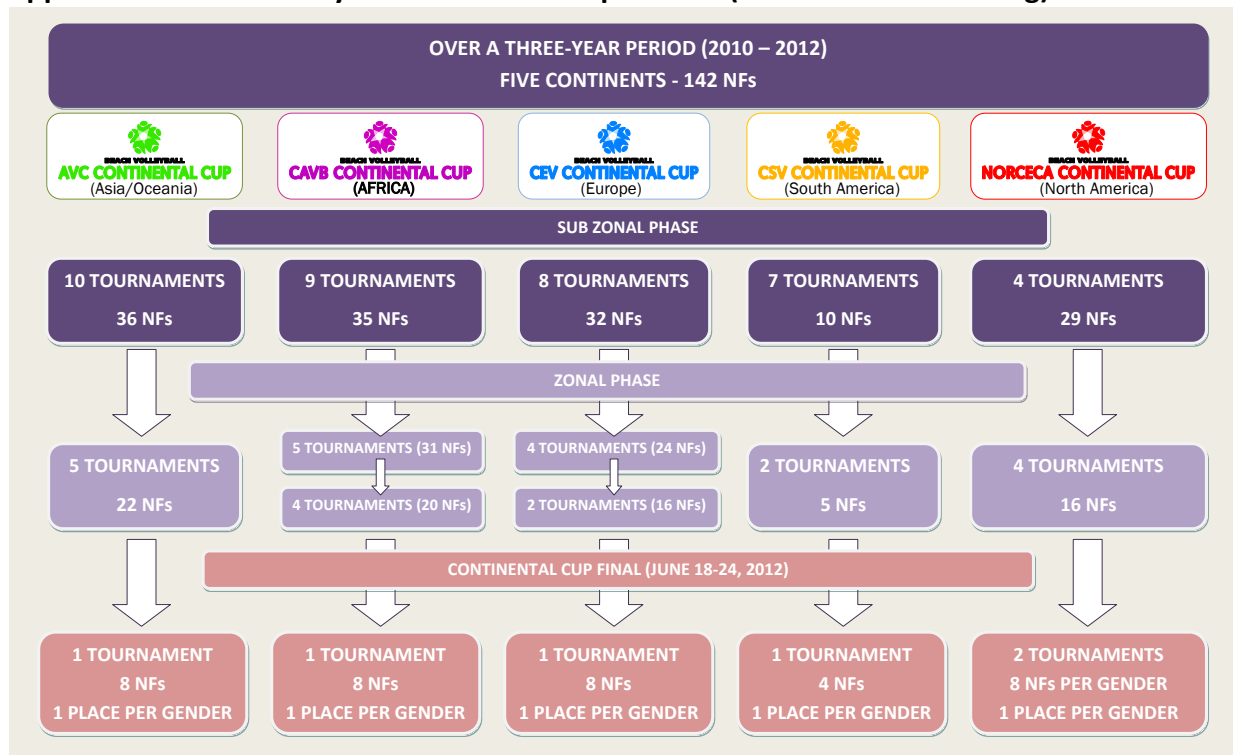 OVER A THREE-YEAR PERIOD (2010 – 2012)
FIVE CONTINENTS - 142 NFs
BEACH VOLLEYBALL
AVC CONTINENTAL CUP
(Asia/Oceania)
BEACH VOLLEYBALL
CAVB CONTINENTAL CUP
(AFRICA)
BEACH VOLLEYBALL
CEV CONTINENTAL CUP
(Europe)
BEACH VOLLEYBALL
CSV CONTINENTAL CUP
(South America)
BEACH VOLLEYBALL
NORCECA CONTINENTAL CUP
(North America)
SUB ZONAL PHASE
10 TOURNAMENTS
36 NFs
9 TOURNAMENTS
35 NFs
8 TOURNAMENTS
32 NFs
7 TOURNAMENTS
10 NFs
4 TOURNAMENTS
29 NFs
ZONAL PHASE
5 TOURNAMENTS
22 NFs
5 TOURNAMENTS (31 NFs)
4 TOURNAMENTS (20 NFs)
4 TOURNAMENTS (24 NFs)
2 TOURNAMENTS (16 NFs)
2 TOURNAMENTS
5 NFs
4 TOURNAMENTS
16 NFs
CONTINENTAL CUP FINAL (JUNE 18-24, 2012)
1 TOURNAMENT
8 NFs
1 PLACE PER GENDER
1 TOURNAMENT
8 NFs
1 PLACE PER GENDER
1 TOURNAMENT
8 NFs
1 PLACE PER GENDER
1 TOURNAMENT
4 NFs
1 PLACE PER GENDER
2 TOURNAMENTS
8 NFs PER GENDER
1 PLACE PER GENDER